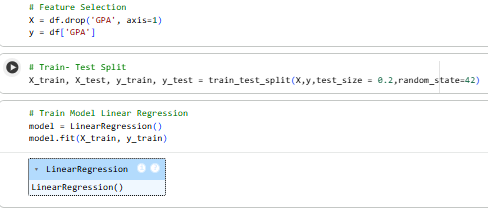 # Feature Selection
X = df.drop('GPA', axis=1)
y = df['GPA']
# Train- Test Split
X_train, X_test, y_train, y_test = train_test_split(X,y,test_size = 0.2,random_state=42)
# Train Model Linear Regression
model = LinearRegression()
model.fit(X_train, y_train)
LinearRegression
LinearRegression()